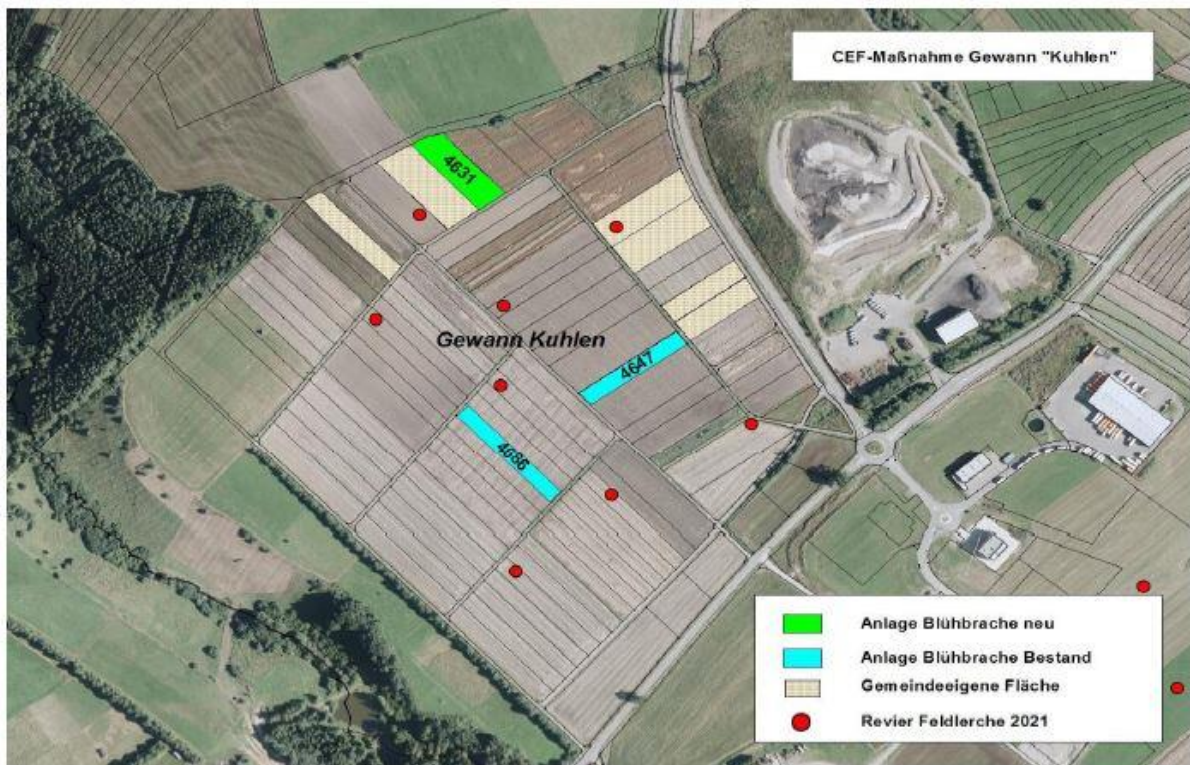 CEF-Maßnahme Gewann "Kuhlen"
4631
Gewann Kuhlen
4647
4686
Anlage Blühbrache neu
Anlage Blühbrache Bestand
Gemeindeeigene Fläche
Revier Feldlerche 2021